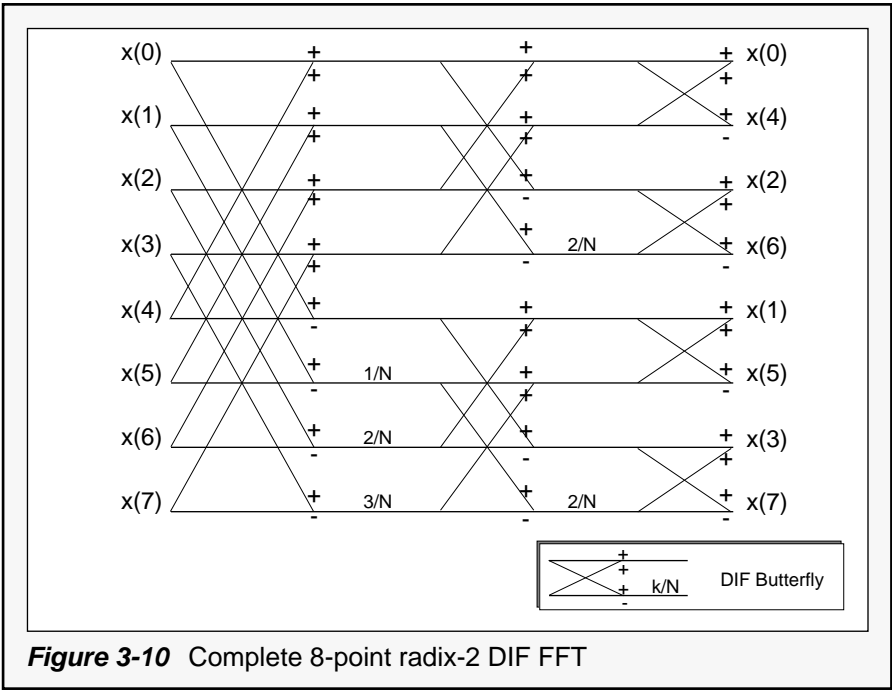 x(0) + + + x(0)
+ + +
x(1) + + + x(4)
+ + -
x(2) + + + x(2)
+ - +
x(3) + + 2/N + x(6)
+ - -
x(4) + + + x(1)
- + +
x(5) + 1/N + + x(5)
- + -
x(6) + 2/N + + x(3)
- - +
x(7) + 3/N + 2/N + x(7)
- - -
+
+
+ k/N DIF Butterfly
-
Figure 3-10 Complete 8-point radix-2 DIF FFT